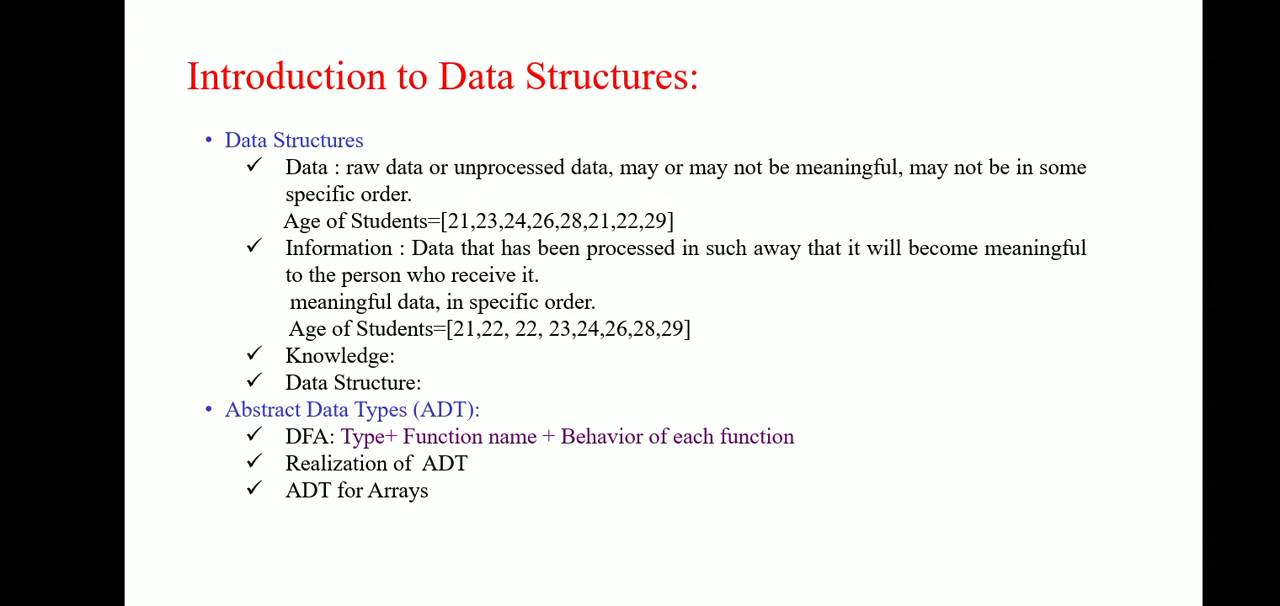 Introduction to Data Structures:
• Data Structures
✓ Data : raw data or unprocessed data, may or may not be meaningful, may not be in some
specific order.
Age of Students=[21,23,24,26,28,21,22,29]
✓ Information : Data that has been processed in such away that it will become meaningful
to the person who receive it.
meaningful data, in specific order.
Age of Students=[21,22, 22, 23,24,26,28,29]
✓ Knowledge:
✓ Data Structure:
• Abstract Data Types (ADT):
✓ DFA: Type+ Function name + Behavior of each function
✓ Realization of ADT
✓ ADT for Arrays